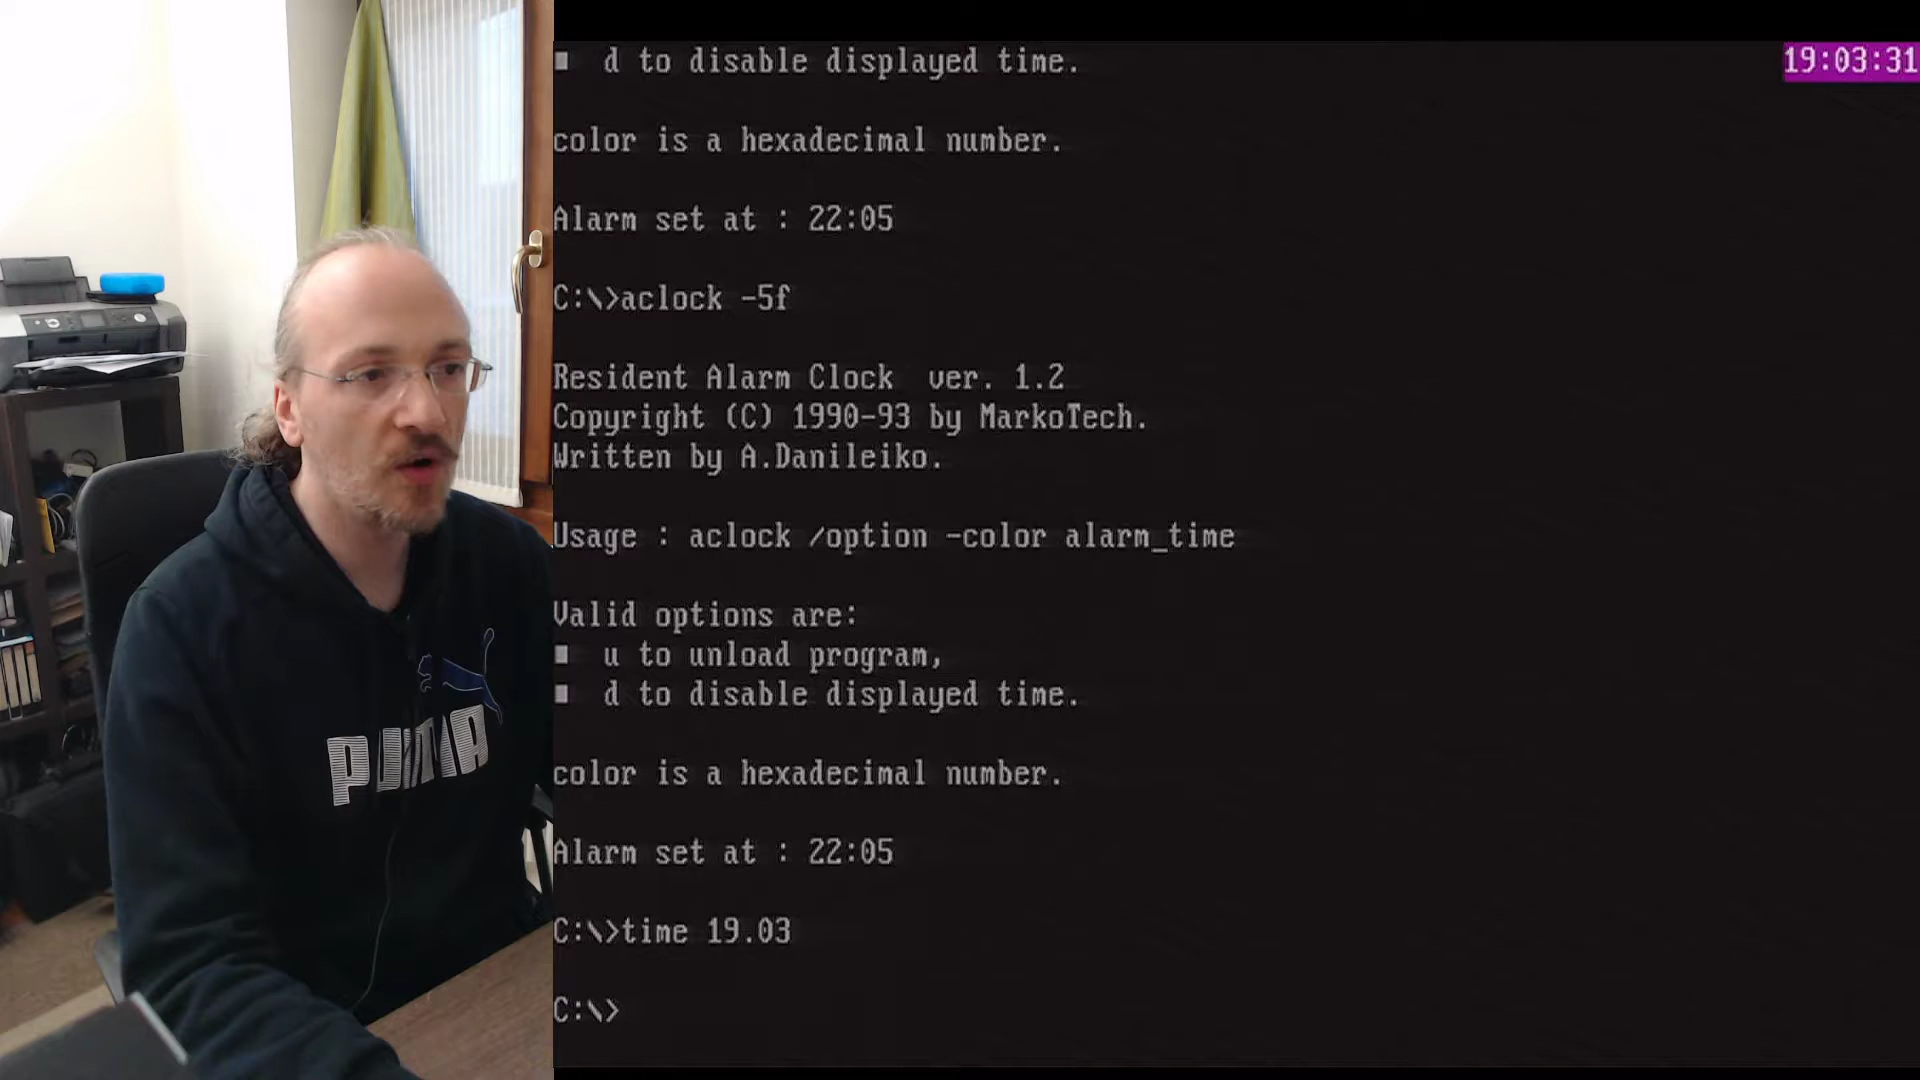 d to disable displayed time.
19:03:31
color is a hexadecimal number.
Alarm set at : 22:05
C:\>aclock -5f
Resident Alarm Clock  ver. 1.2
Copyright (C) 1990-93 by MarkoTech.
Written by A.Danileiko.
Usage : aclock /option -color alarm_time
Valid options are:
■  u to unload program,
■  d to disable displayed time.
color is a hexadecimal number.
Alarm set at : 22:05
C:\>time 19.03
C:\>
PUMA